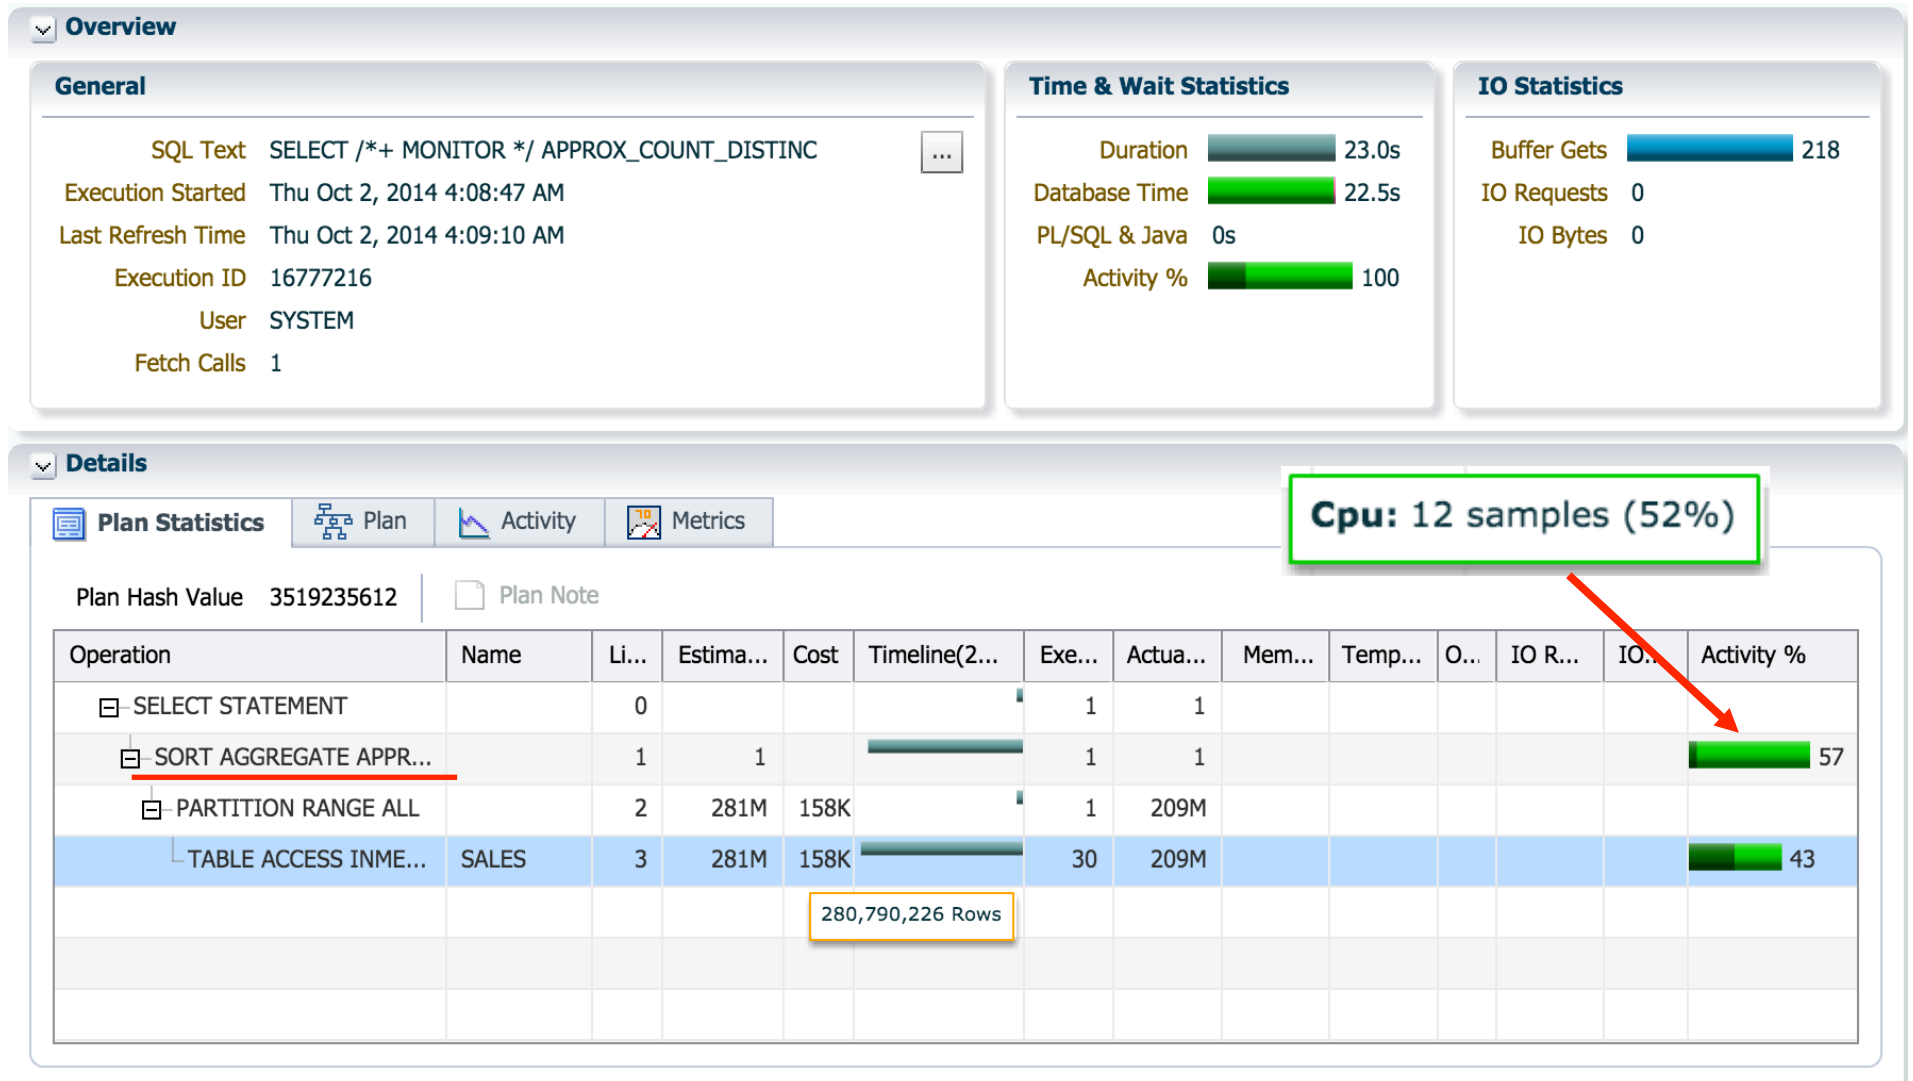 Overview
General
SQL Text SELECT /*+ MONITOR */ APPROX_COUNT_DISTINC ...
Execution Started Thu Oct 2, 2014 4:08:47 AM
Last Refresh Time Thu Oct 2, 2014 4:09:10 AM
Execution ID 16777216
User SYSTEM
Fetch Calls 1
Time & Wait Statistics
Duration 23.0s
Database Time 22.5s
PL/SQL & Java 0s
Activity % 100
IO Statistics
Buffer Gets 218
IO Requests 0
IO Bytes 0
Details
Plan Statistics Plan Activity Metrics
Cpu: 12 samples (52%)
Plan Hash Value 3519235612 Plan Note
Operation Name Li... Estima... Cost Timeline(2... Exe... Actua... Mem... Temp... O... IO R... IO... Activity %
SELECT STATEMENT 0 1 1
SORT AGGREGATE APPR... 1 1 1 1 57
PARTITION RANGE ALL 2 281M 158K 1 209M
TABLE ACCESS INME... SALES 3 281M 158K 30 209M 43
280,790,226 Rows